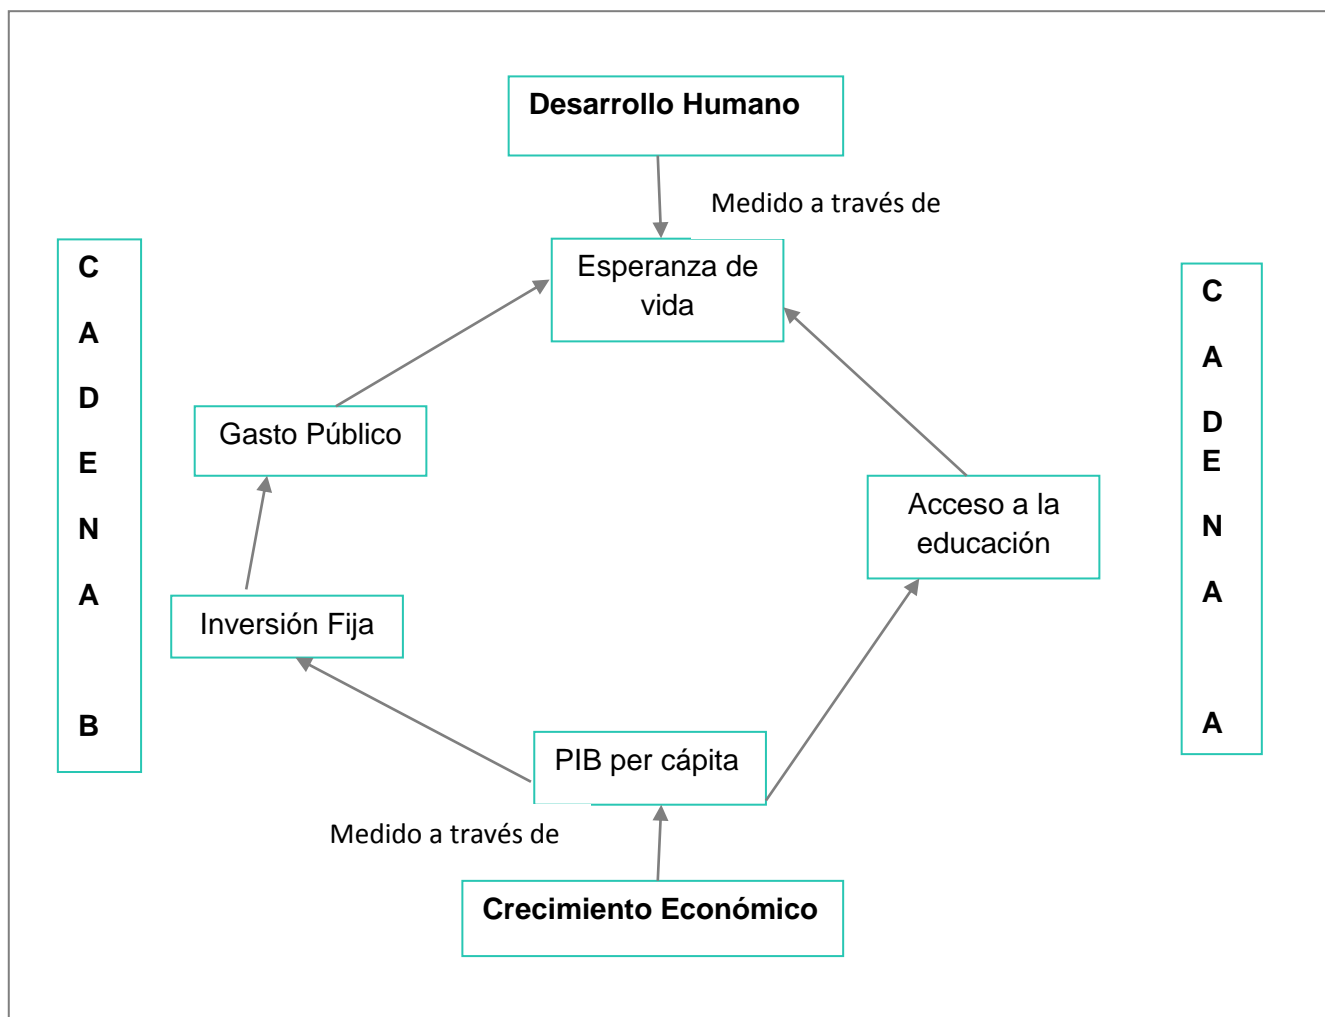 Desarrollo Humano
Medido a través de
Esperanza de
vida
C
A
D
E
N
A
B
C
A
D
E
N
A
A
Gasto Público
Acceso a la
educación
Inversión Fija
PIB per cápita
Medido a través de
Crecimiento Económico